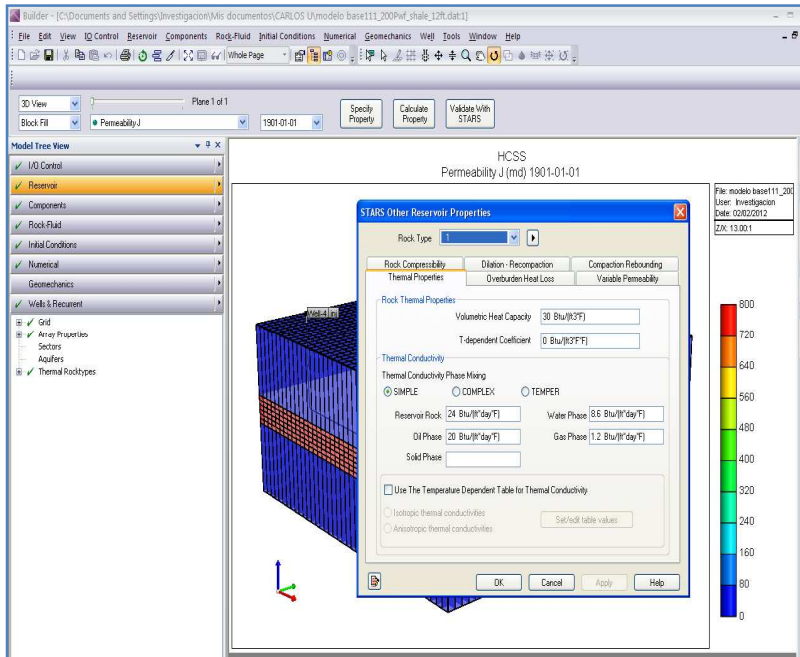 Builder - [C:\Documents and Settings\Investigacion\Mis documentos\CARLOS U\modelo base111_200Pwf_shale_12ft.dat:1]
File Edit View IO Control Reservoir Components Rock-Fluid Initial Conditions Numerical Geomechanics Well Tools Window Help
Whole Page
3D View Plane 1 of 1
Block Fill Permeability J 1901-01-01
Specify Property
Calculate Property
Validate With STARS
Model Tree View
I/O Control
Reservoir
Components
Rock-Fluid
Initial Conditions
Numerical
Geomechanics
Wells & Recurrent
Grid
Array Properties
Sectors
Aquifers
Thermal Rocktypes
HCSS
Permeability J (md) 1901-01-01
File: modelo base111_200
User: Investigacion
Date: 02/02/2012
Z/X: 13.00:1
Well-4_Inj
STARS Other Reservoir Properties
Rock Type 1
Rock Compressibility Dilation - Recompaction Compaction Rebounding
Thermal Properties Overburden Heat Loss Variable Permeability
Rock Thermal Properties
Volumetric Heat Capacity 30 Btu/(ft3*F)
T-dependent Coefficient 0 Btu/(ft3*F*F)
Thermal Conductivity
Thermal Conductivity Phase Mixing
SIMPLE COMPLEX TEMPER
Reservoir Rock 24 Btu/(ft*day*F) Water Phase 8.6 Btu/(ft*day*F)
Oil Phase 20 Btu/(ft*day*F) Gas Phase 1.2 Btu/(ft*day*F)
Solid Phase
Use The Temperature Dependent Table for Thermal Conductivity
Isotropic thermal conductivities
Anisotropic thermal conductivities
Set/edit table values
OK Cancel Apply Help
800
720
640
560
480
400
320
240
160
80
0